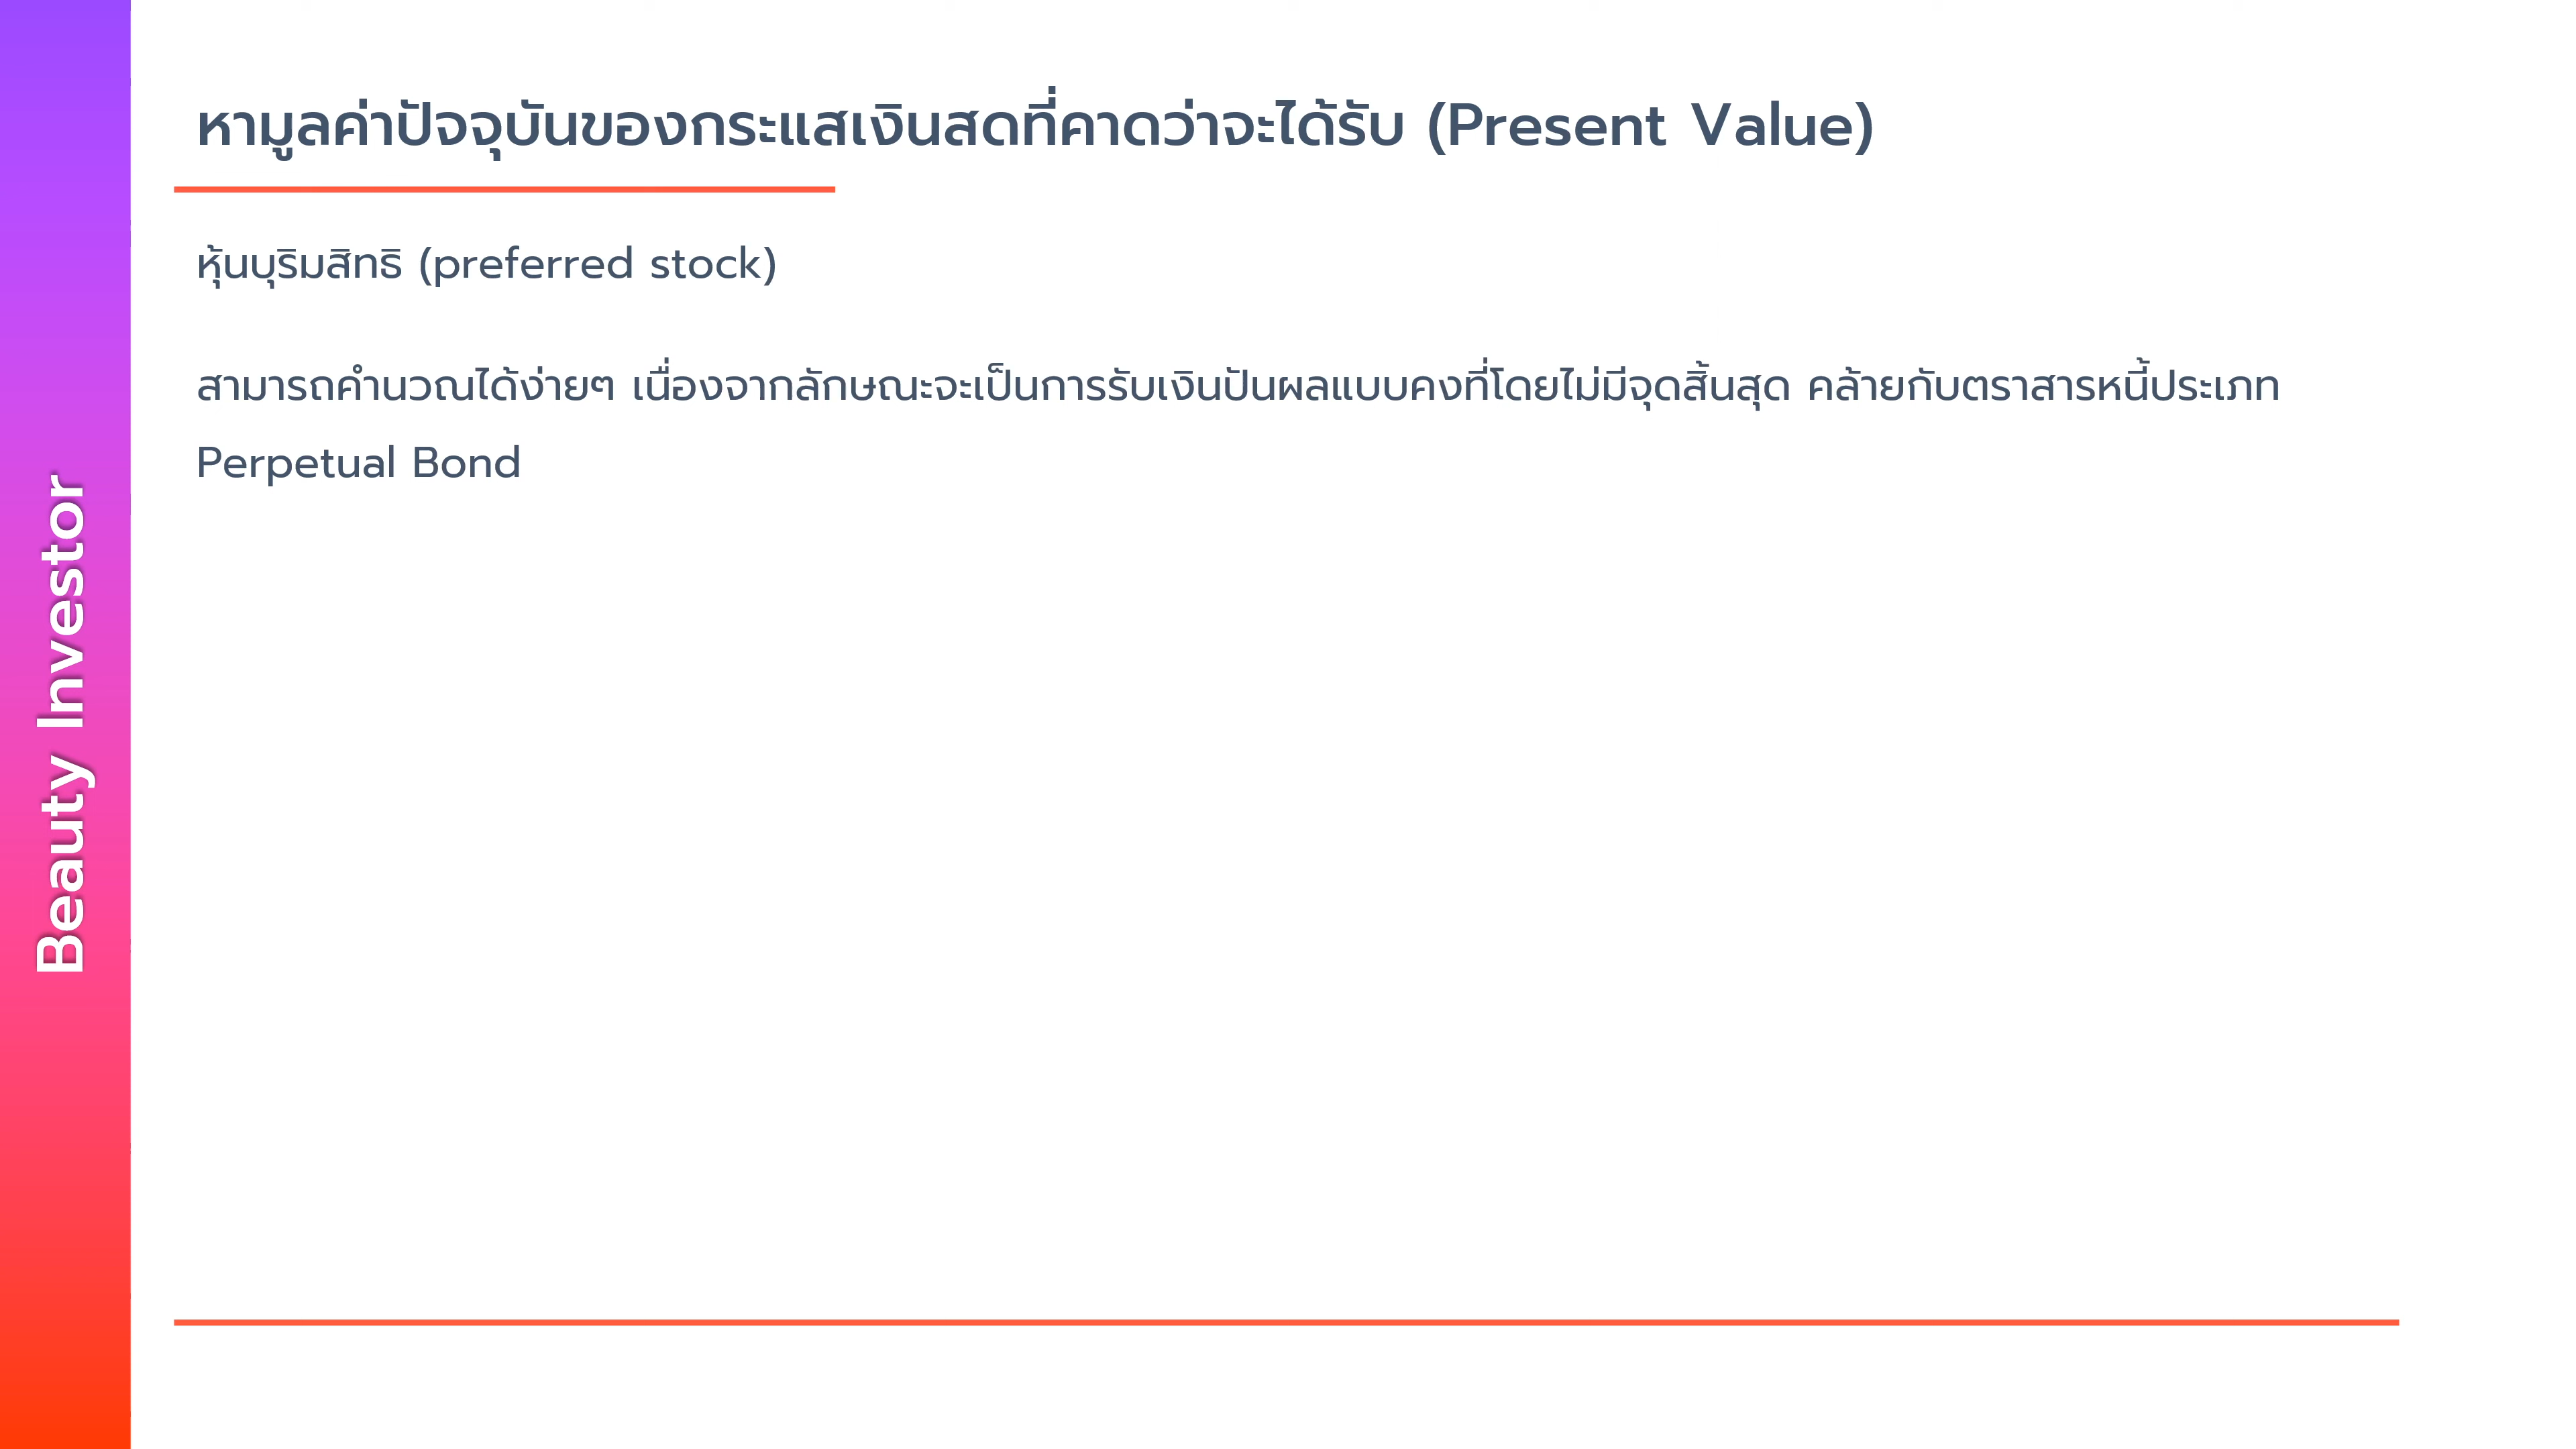 หามูลค่าปัจจุบันของกระแสเงินสดที่คาดว่าจะได้รับ (Present Value)
หุ้นบุริมสิทธิ (preferred stock)
สามารถคำนวณได้ง่ายๆ เนื่องจากลักษณะจะเป็นการรับเงินปันผลแบบคงที่โดยไม่มีจุดสิ้นสุด คล้ายกับตราสารหนี้ประเภท
Perpetual Bond
Beauty Investor